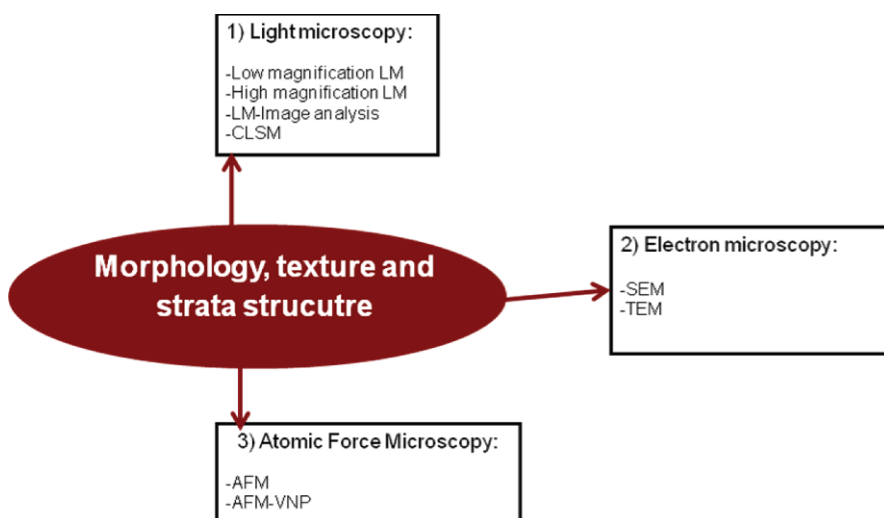 1) Light microscopy:
-Low magnification LM
-High magnification LM
-LM-Image analysis
-CLSM
Morphology, texture and
strata strucutre
2) Electron microscopy:
-SEM
-TEM
3) Atomic Force Microscopy:
-AFM
-AFM-VNP